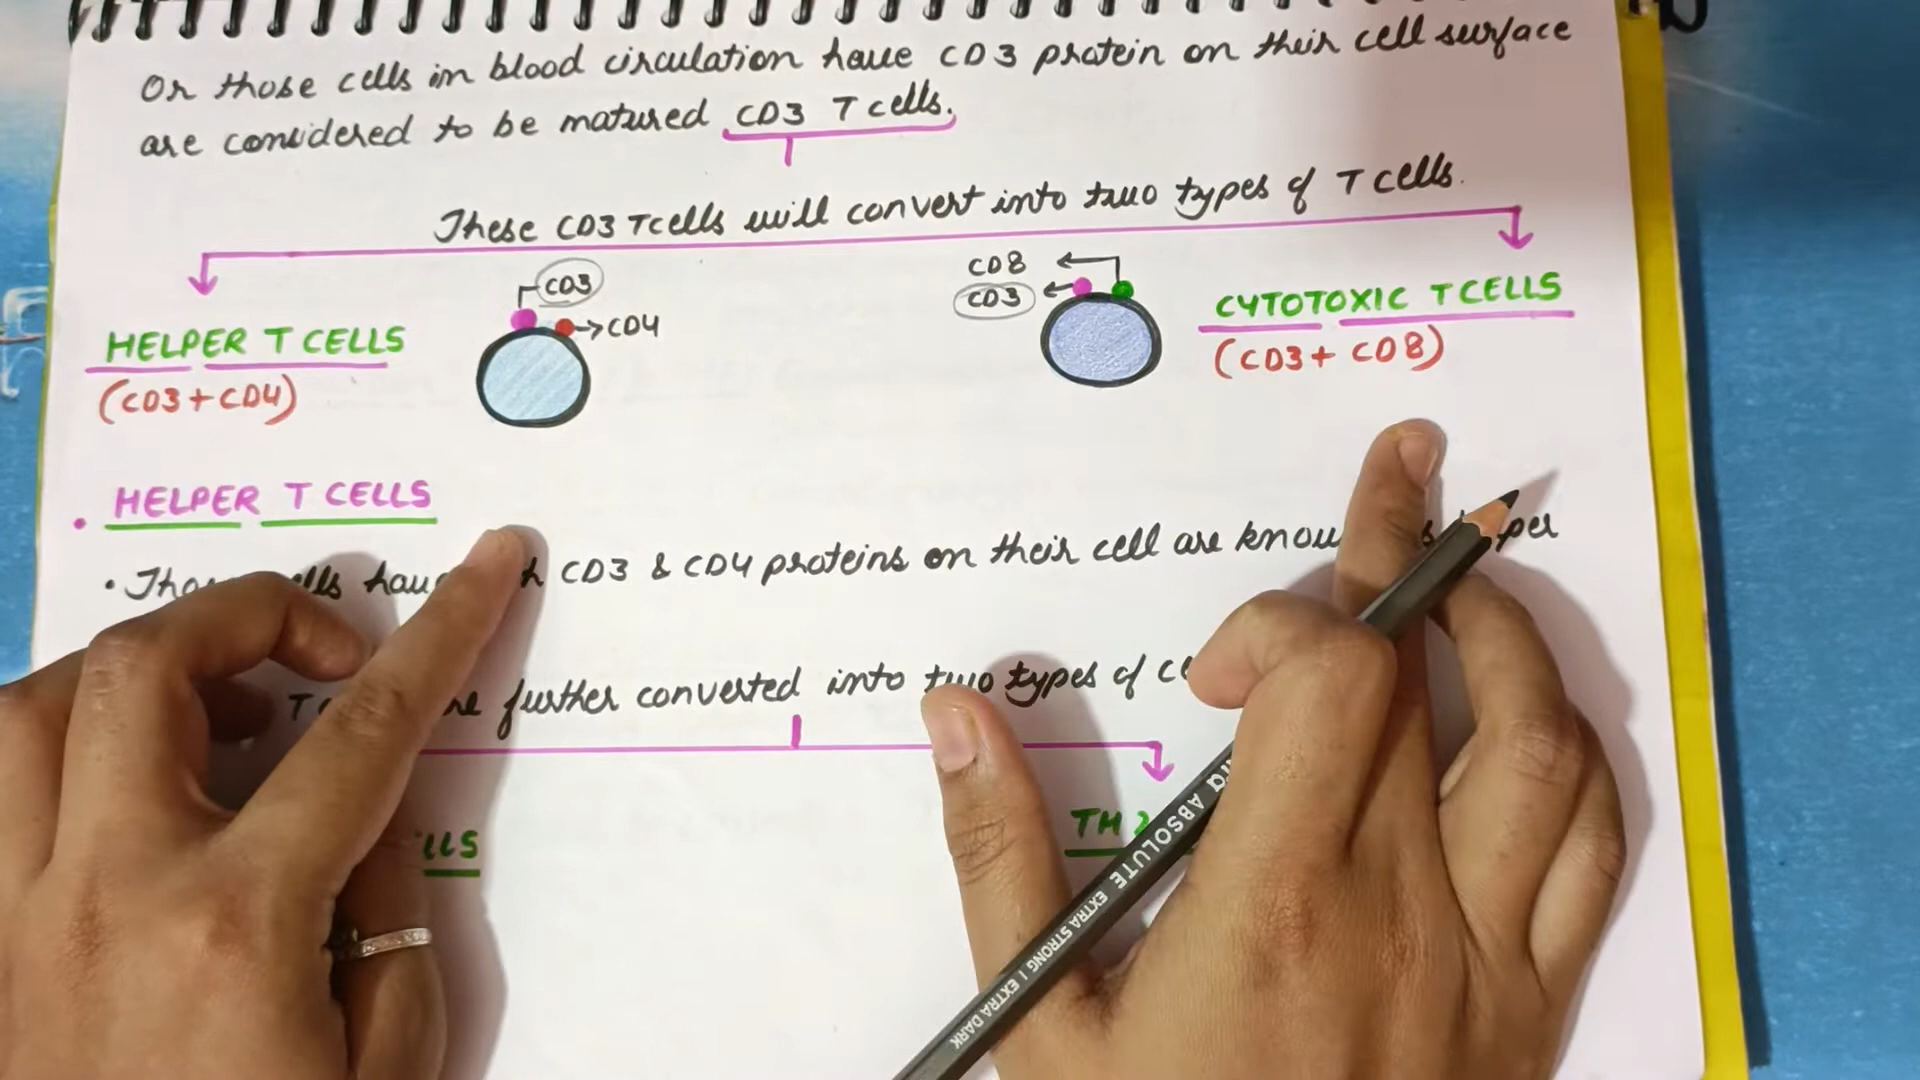 Or those cells in blood circulation have CD3 protein on their cell surface
are considered to be matured CD3 T cells.
These CD3 T cells will convert into two types of T cells.
CD3
CD4
CD8
CD3
HELPER T CELLS
(CD3+CD4)
CYTOTOXIC T CELLS
(CD3+ CD8)
• HELPER T CELLS
• have CD3 & CD4 proteins on their cell are
further converted into two types of
TH 2
ABSOLUTE EXTRA STRONG | EXTRA DARK